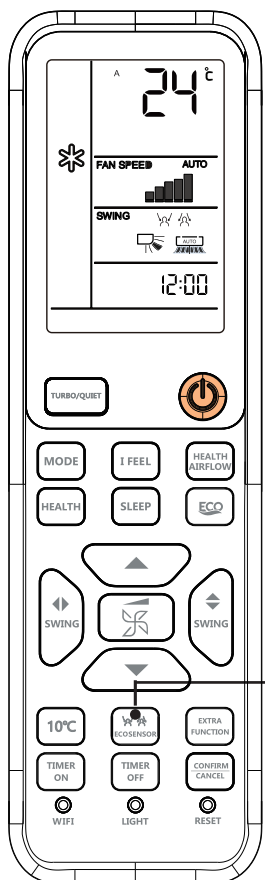 A
24℃
FAN SPEED AUTO
SWING
AUTO
12:00
TURBO/QUIET
MODE
I FEEL
HEALTH
AIRFLOW
HEALTH
SLEEP
ECO
SWING
SWING
10℃
ECOSENSOR
EXTRA
FUNCTION
TIMER
ON
TIMER
OFF
CONFIRM
CANCEL
WIFI
LIGHT
RESET